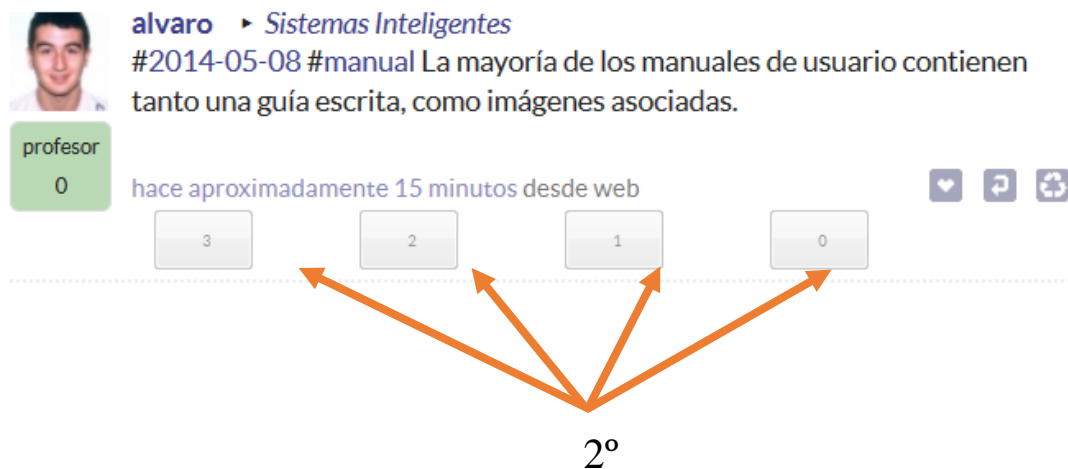 alvaro ▸ Sistemas Inteligentes
#2014-05-08 #manual La mayoría de los manuales de usuario contienen
tanto una guía escrita, como imágenes asociadas.
profesor
0
hace aproximadamente 15 minutos desde web
3 2 1 0
2º